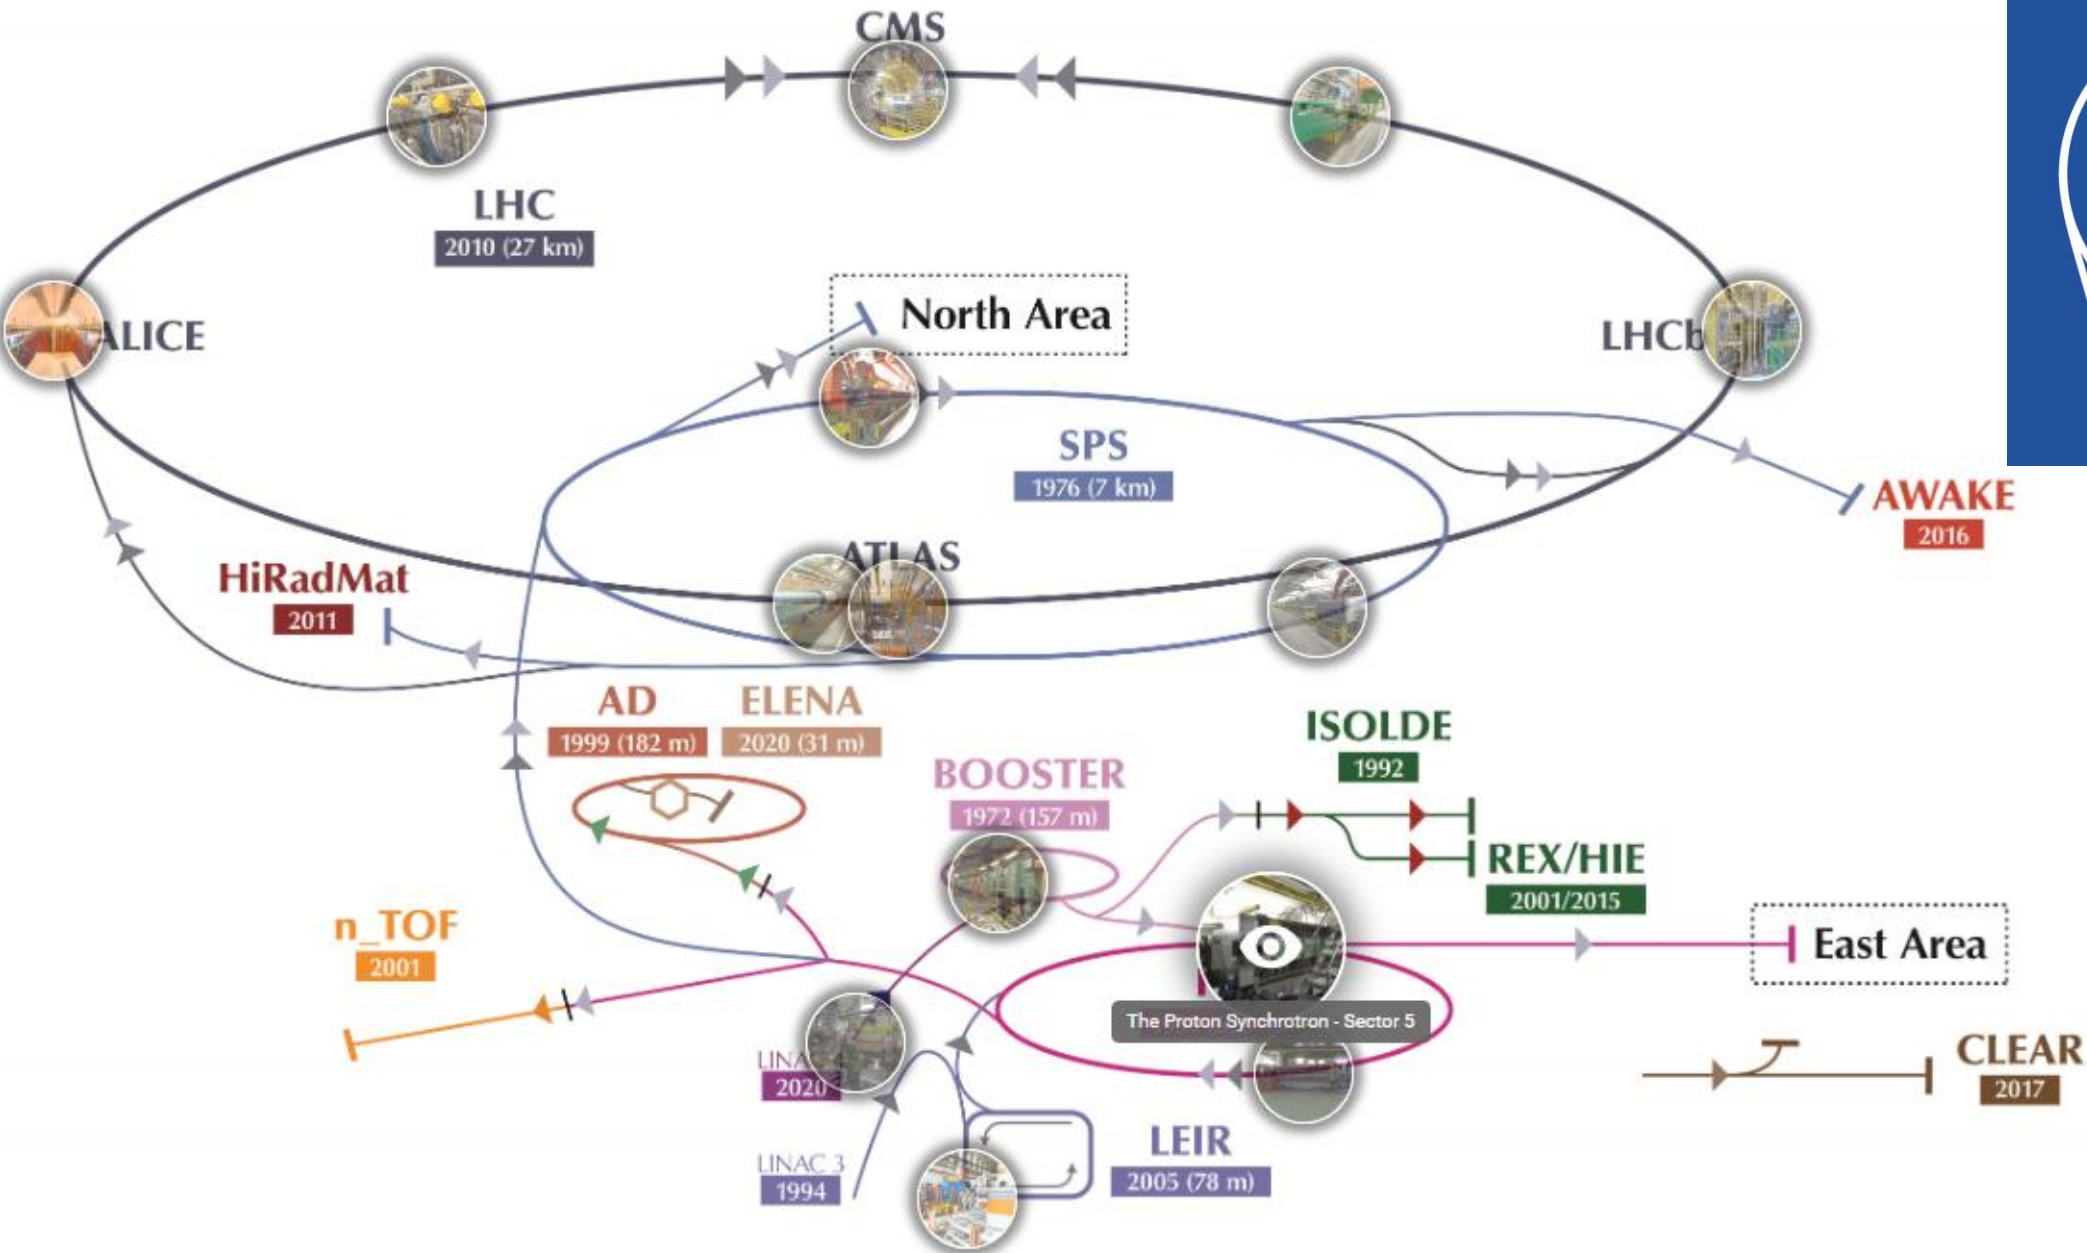 CMS
LHC
2010 (27 km)
North Area
ALICE
LHCb
SPS
1976 (7 km)
AWAKE
2016
ATLAS
HiRadMat
2011
AD
1999 (182 m)
ELENA
2020 (31 m)
ISOLDE
1992
BOOSTER
1972 (157 m)
REX/HIE
2001/2015
n_TOF
2001
East Area
The Proton Synchrotron - Sector 5
LINAC
2020
CLEAR
2017
LEIR
2005 (78 m)
LINAC 3
1994